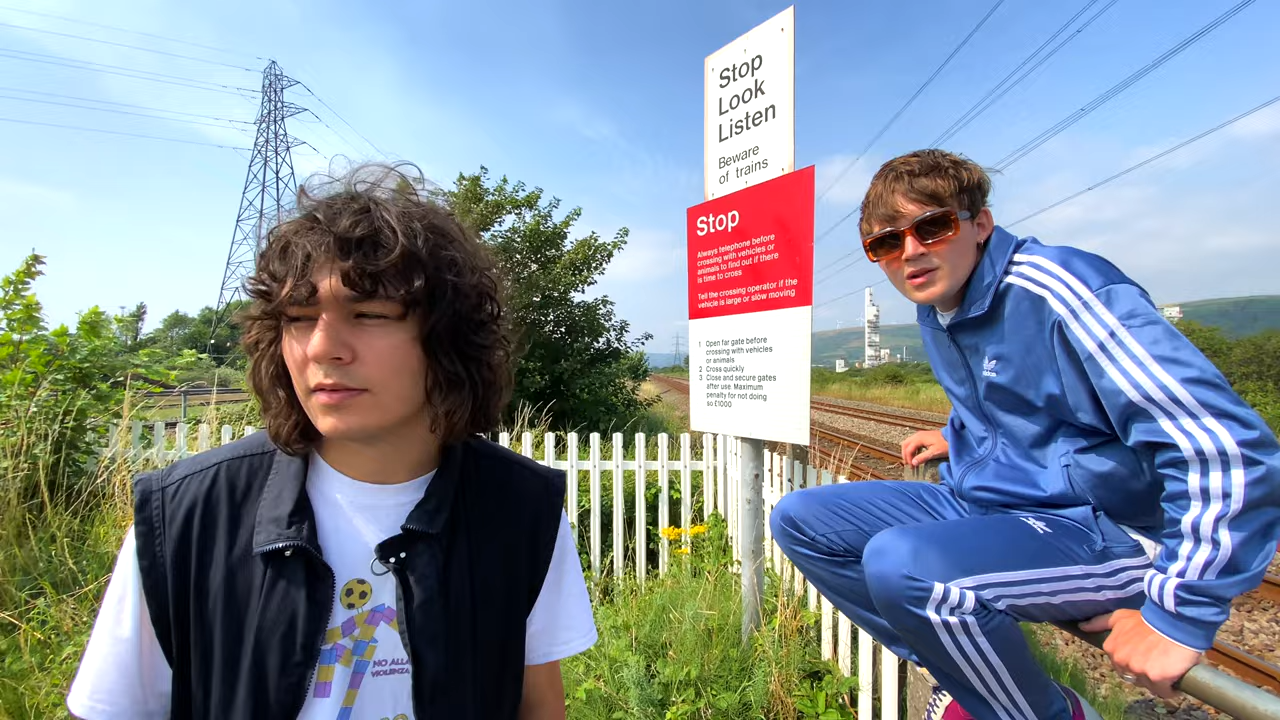 Stop
Look
Listen
Beware
of trains
Stop
Always telephone before
crossing with vehicles or
animals to find out if there
is time to cross
Tell the crossing operator if the
vehicle is large or slow moving
1 Open far gate before
crossing with vehicles
or animals
2 Cross quickly
3 Close and secure gates
after use. Maximum
penalty for not doing
so £1000
adidas
NO ALLA
VIOLENZA